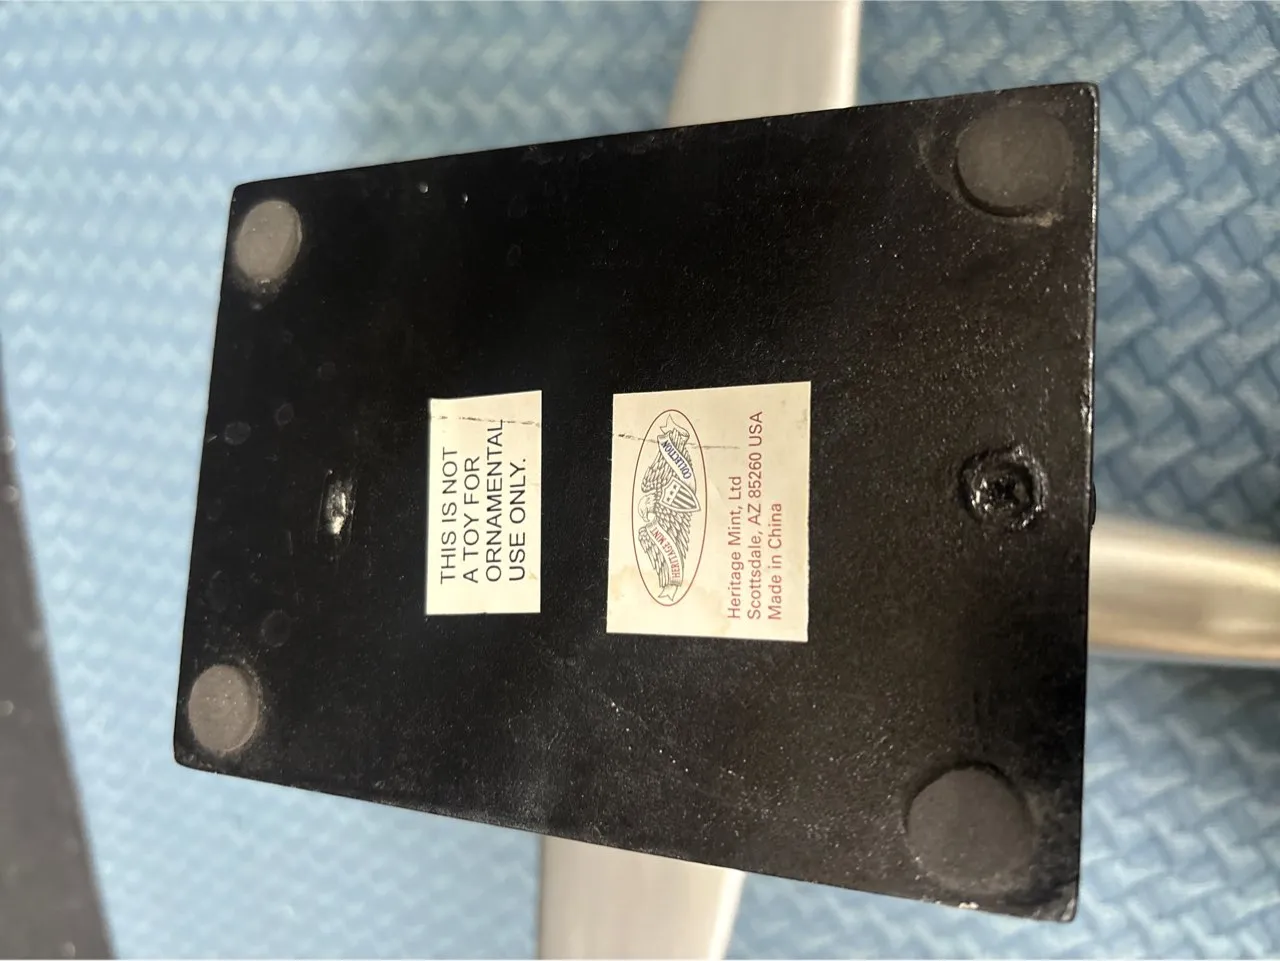 THIS IS NOT
A TOY FOR
ORNAMENTAL
USE ONLY.
HERITAGE MINT
COLLECTION
Heritage Mint, Ltd
Scottsdale, AZ 85260 USA
Made in China